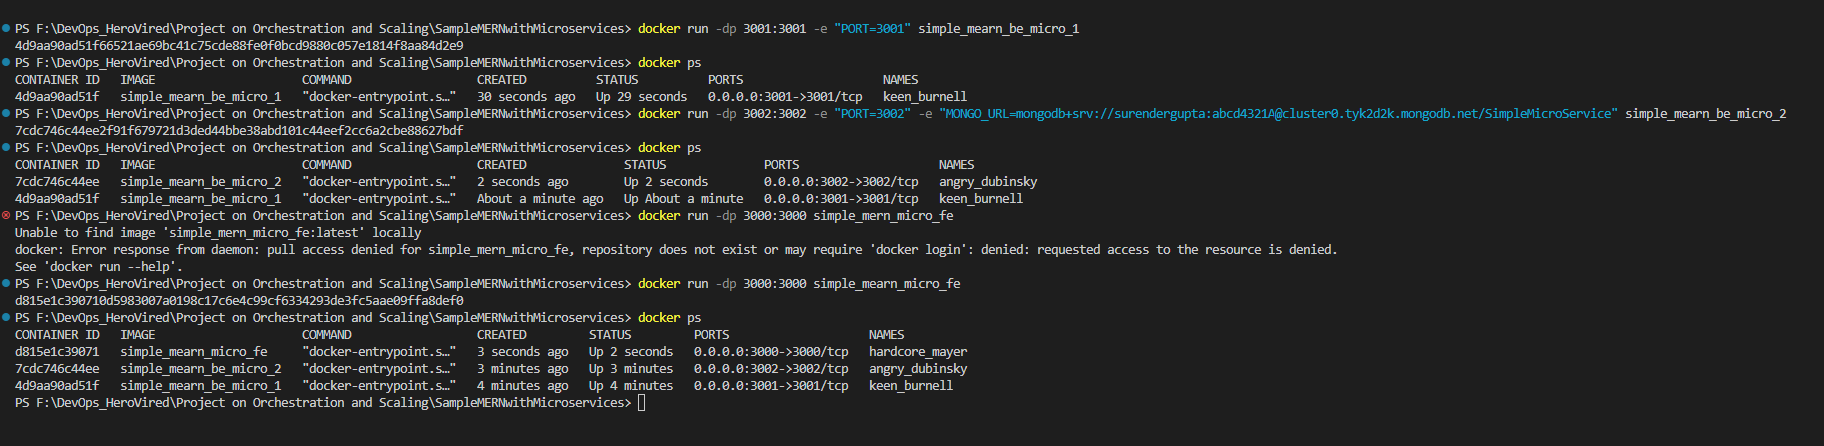 PS F:\DevOps_HeroVired\Project on Orchestration and Scaling\SampleMERNwithMicroservices> docker run -dp 3001:3001 -e "PORT=3001" simple_mearn_be_micro_1
4d9aa90ad51f66521ae69bc41c75cde88fe0f0bcd9880c057e1814f8aa84d2e9
PS F:\DevOps_HeroVired\Project on Orchestration and Scaling\SampleMERNwithMicroservices> docker ps
CONTAINER ID   IMAGE                     COMMAND                  CREATED         STATUS          PORTS                    NAMES
4d9aa90ad51f   simple_mearn_be_micro_1   "docker-entrypoint.s…"   30 seconds ago   Up 29 seconds   0.0.0.0:3001->3001/tcp   keen_burnell
PS F:\DevOps_HeroVired\Project on Orchestration and Scaling\SampleMERNwithMicroservices> docker run -dp 3002:3002 -e "PORT=3002" -e "MONGO_URL=mongodb+srv://surendergupta:abcd4321A@cluster0.tyk2d2k.mongodb.net/SimpleMicroService" simple_mearn_be_micro_2
7cdc746c44ee2f91f679721d3ded44bbe38abd101c44eef2cc6a2cbe88627bdf
PS F:\DevOps_HeroVired\Project on Orchestration and Scaling\SampleMERNwithMicroservices> docker ps
CONTAINER ID   IMAGE                     COMMAND                  CREATED              STATUS              PORTS                    NAMES
7cdc746c44ee   simple_mearn_be_micro_2   "docker-entrypoint.s…"   2 seconds ago        Up 2 seconds        0.0.0.0:3002->3002/tcp   angry_dubinsky
4d9aa90ad51f   simple_mearn_be_micro_1   "docker-entrypoint.s…"   About a minute ago   Up About a minute   0.0.0.0:3001->3001/tcp   keen_burnell
PS F:\DevOps_HeroVired\Project on Orchestration and Scaling\SampleMERNwithMicroservices> docker run -dp 3000:3000 simple_mern_micro_fe
Unable to find image 'simple_mern_micro_fe:latest' locally
docker: Error response from daemon: pull access denied for simple_mern_micro_fe, repository does not exist or may require 'docker login': denied: requested access to the resource is denied.
See 'docker run --help'.
PS F:\DevOps_HeroVired\Project on Orchestration and Scaling\SampleMERNwithMicroservices> docker run -dp 3000:3000 simple_mearn_micro_fe
d815e1c390710d5983007a0198c17c6e4c99cf6334293de3fc5aae09ffa8def0
PS F:\DevOps_HeroVired\Project on Orchestration and Scaling\SampleMERNwithMicroservices> docker ps
CONTAINER ID   IMAGE                     COMMAND                  CREATED         STATUS         PORTS                    NAMES
d815e1c39071   simple_mearn_micro_fe     "docker-entrypoint.s…"   3 seconds ago   Up 2 seconds   0.0.0.0:3000->3000/tcp   hardcore_mayer
7cdc746c44ee   simple_mearn_be_micro_2   "docker-entrypoint.s…"   3 minutes ago   Up 3 minutes   0.0.0.0:3002->3002/tcp   angry_dubinsky
4d9aa90ad51f   simple_mearn_be_micro_1   "docker-entrypoint.s…"   4 minutes ago   Up 4 minutes   0.0.0.0:3001->3001/tcp   keen_burnell
PS F:\DevOps_HeroVired\Project on Orchestration and Scaling\SampleMERNwithMicroservices>